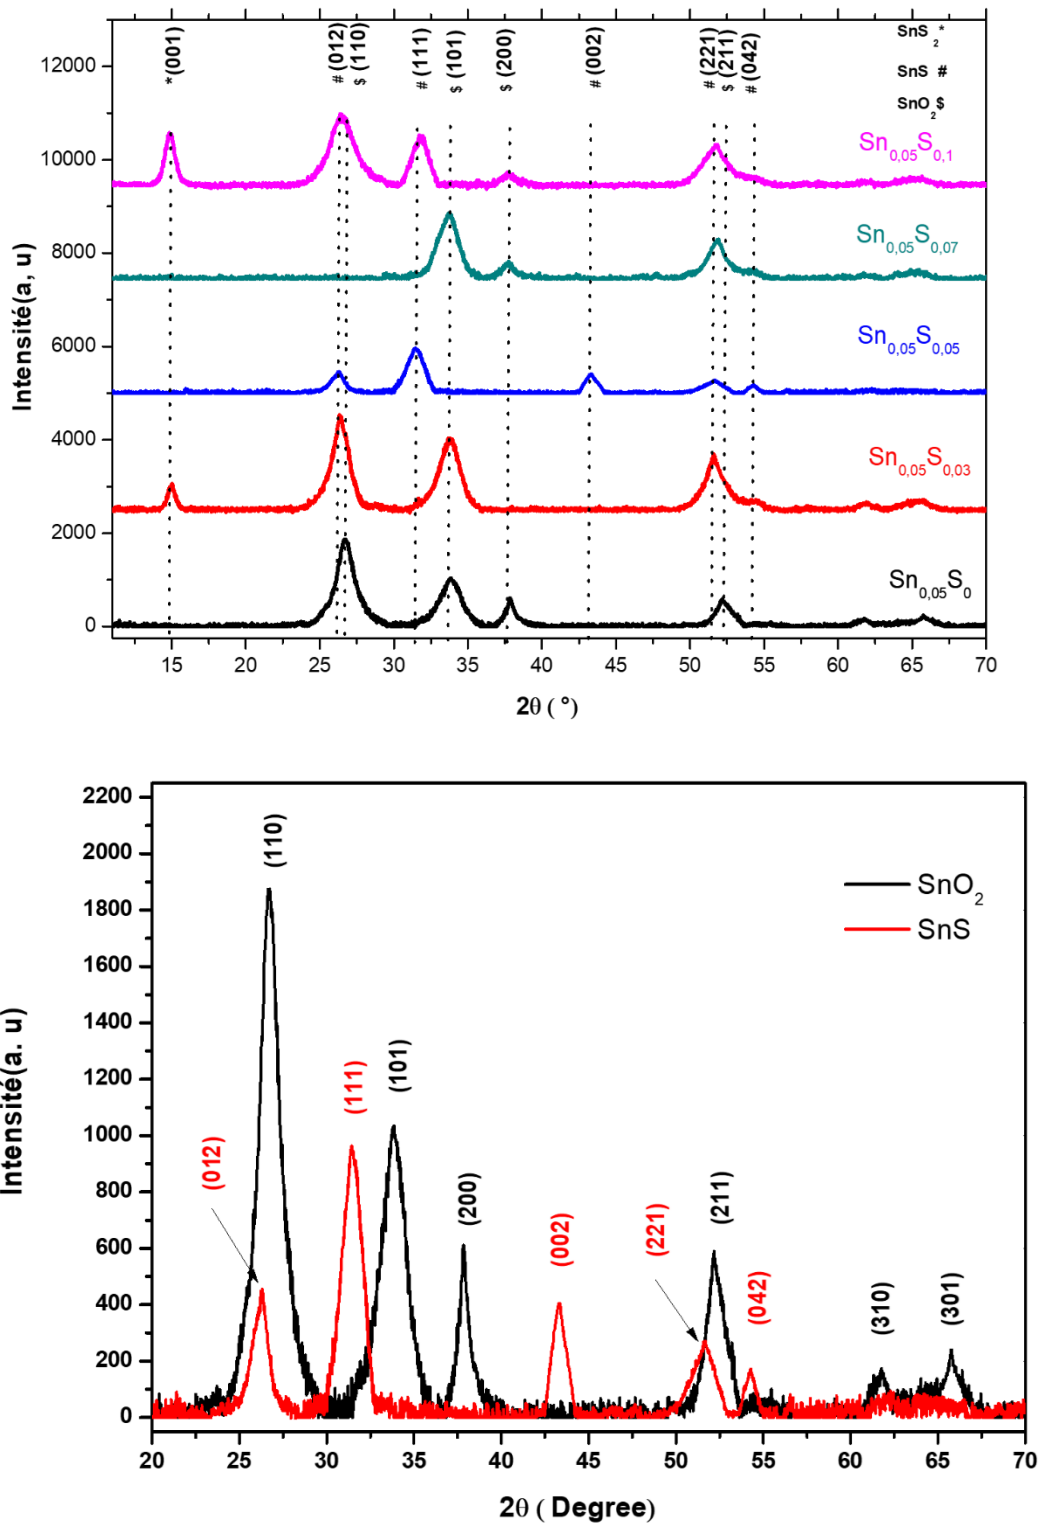 *(001)
# (012)
$ (110)
# (111)
$ (101)
$ (200)
# (002)
# (221)
$ (211)
# (042)
SnS2*
SnS #
SnO2$
Sn0,05S0,1
Sn0,05S0,07
Sn0,05S0,05
Sn0,05S0,03
Sn0,05S0
12000
10000
8000
6000
4000
2000
0
Intensité(a, u)
15 20 25 30 35 40 45 50 55 60 65 70
2θ ( °)
2200
2000
1800
1600
1400
1200
1000
800
600
400
200
0
Intensité(a. u)
(110)
(012)
(111)
(101)
(200)
(002)
(221)
(211)
(042)
(310)
(301)
SnO2
SnS
20 25 30 35 40 45 50 55 60 65 70
2θ ( Degree)